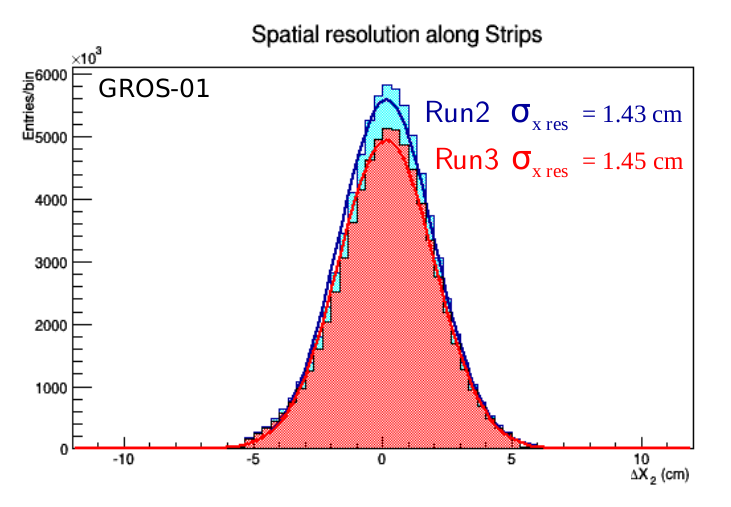 Spatial resolution along Strips
×10³
6000
GROS-01
Entries/bin
Run2 σx res = 1.43 cm
5000
Run3 σx res = 1.45 cm
4000
3000
2000
1000
0
-10 -5 0 5 10
ΔX2 (cm)